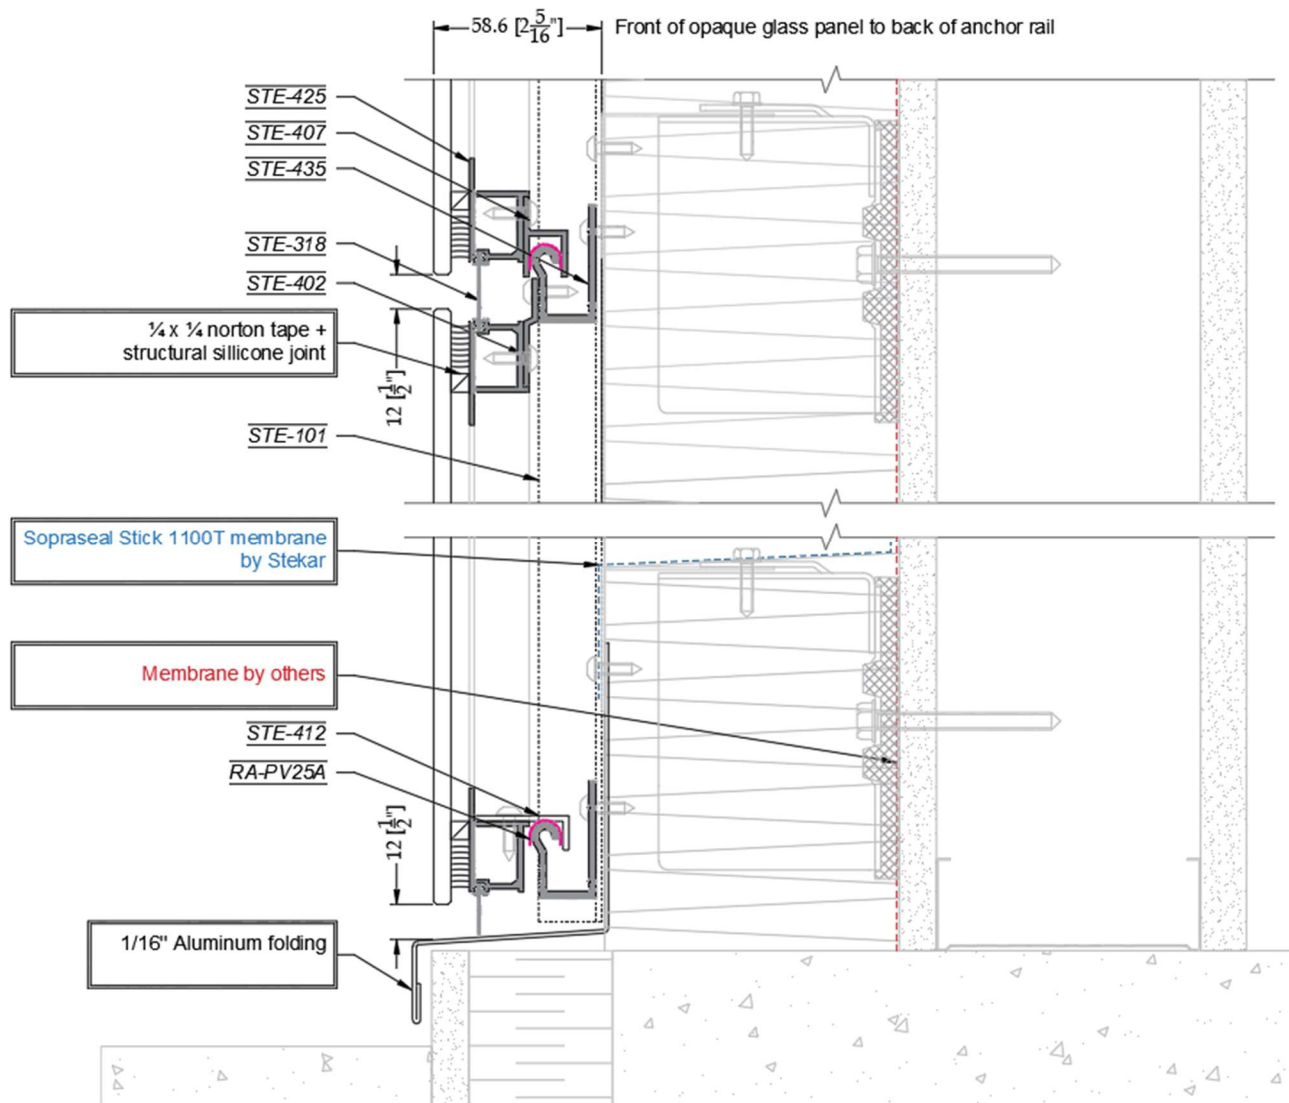 58.6 [2 5/16"]
Front of opaque glass panel to back of anchor rail
STE-425
STE-407
STE-435
STE-318
STE-402
¼ x ¼ norton tape +
structural sillicone joint
12 [1/2"]
STE-101
Sopraseal Stick 1100T membrane
by Stekar
Membrane by others
STE-412
RA-PV25A
12 [1/2"]
1/16" Aluminum folding